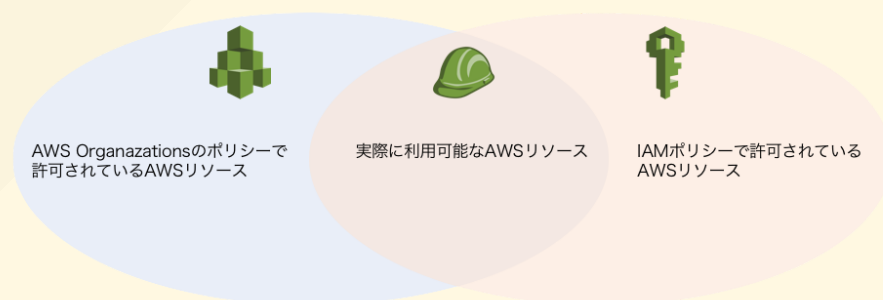 AWS Organazationsのポリシーで
許可されているAWSリソース
実際に利用可能なAWSリソース
IAMポリシーで許可されている
AWSリソース